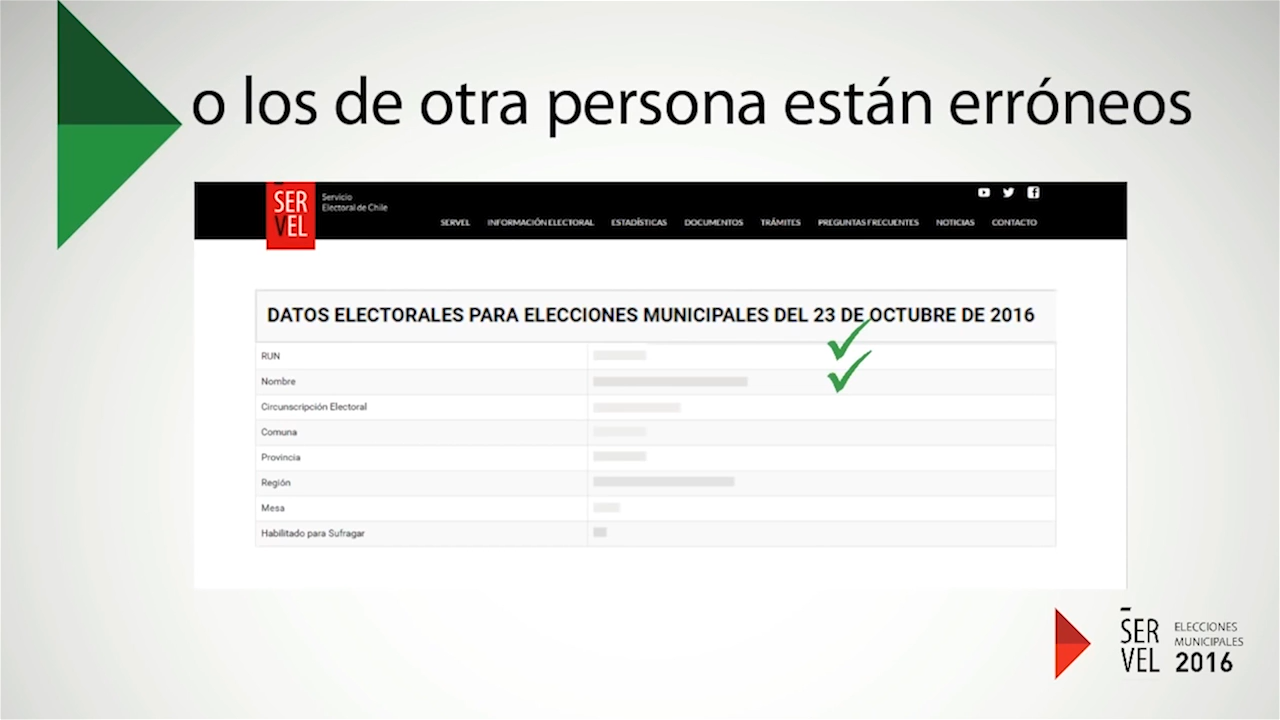 o los de otra persona están erróneos
SER
VEL
Servicio
Electoral de Chile
SERVEL INFORMACIÓN ELECTORAL ESTADÍSTICAS DOCUMENTOS TRÁMITES PREGUNTAS FRECUENTES NOTICIAS CONTACTO
DATOS ELECTORALES PARA ELECCIONES MUNICIPALES DEL 23 DE OCTUBRE DE 2016
RUN
Nombre
Circunscripción Electoral
Comuna
Provincia
Región
Mesa
Habilitado para Sufragar
SER
VEL
ELECCIONES
MUNICIPALES
2016